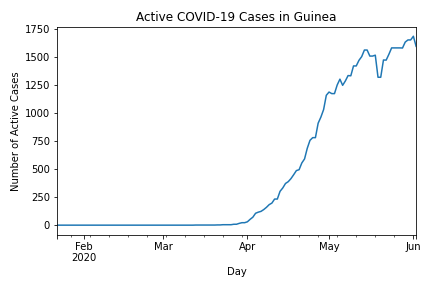 Active COVID-19 Cases in Guinea
1750
1500
1250
1000
750
500
250
0
Number of Active Cases
Feb Mar Apr May Jun
2020
Day